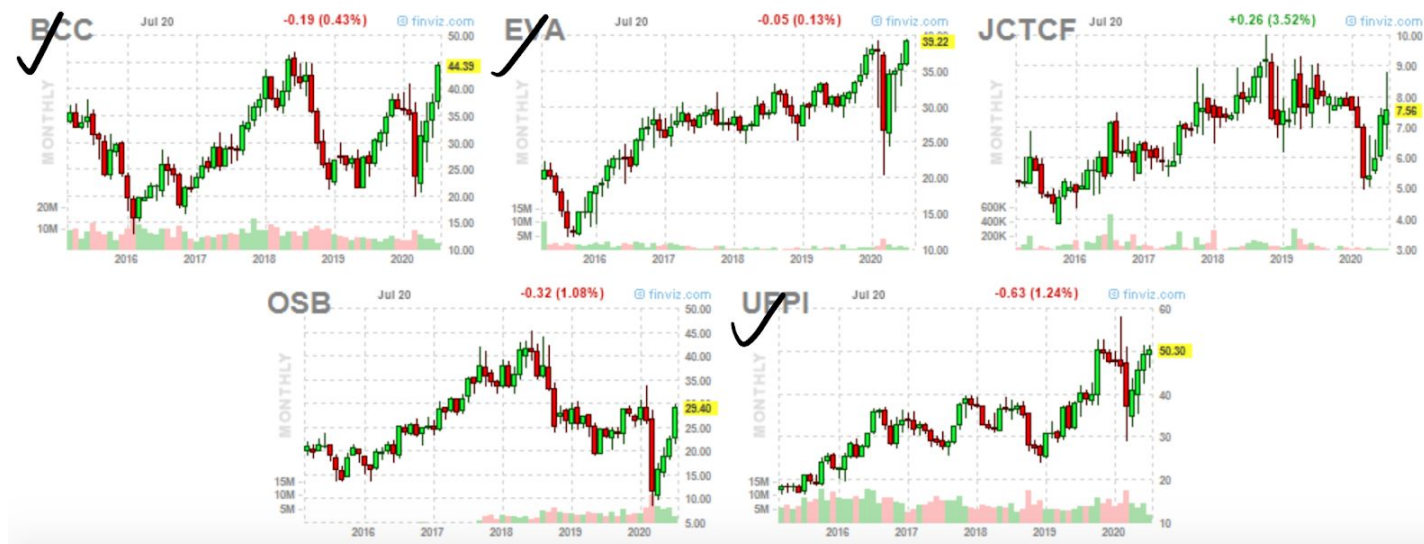 BCC Jul 20 -0.19 (0.43%) finviz.com
50.00
44.39
40.00
35.00
30.00
25.00
20.00
15.00
10.00
MONTHLY
20M
10M
2016 2017 2018 2019 2020
EVA Jul 20 -0.05 (0.13%) finviz.com
39.22
35.00
30.00
25.00
20.00
15.00
10.00
MONTHLY
15M
10M
5M
2016 2017 2018 2019 2020
JCTCF Jul 20 +0.26 (3.52%) finviz.com
10.00
9.00
8.00
7.56
7.00
6.00
5.00
4.00
3.00
MONTHLY
600K
400K
200K
2016 2017 2018 2019 2020
OSB Jul 20 -0.32 (1.08%) finviz.com
50.00
45.00
40.00
35.00
29.40
25.00
20.00
15.00
10.00
5.00
MONTHLY
15M
10M
5M
2016 2017 2018 2019 2020
UFPI Jul 20 -0.63 (1.24%) finviz.com
60
50.30
40
30
20
10
MONTHLY
15M
10M
5M
2016 2017 2018 2019 2020